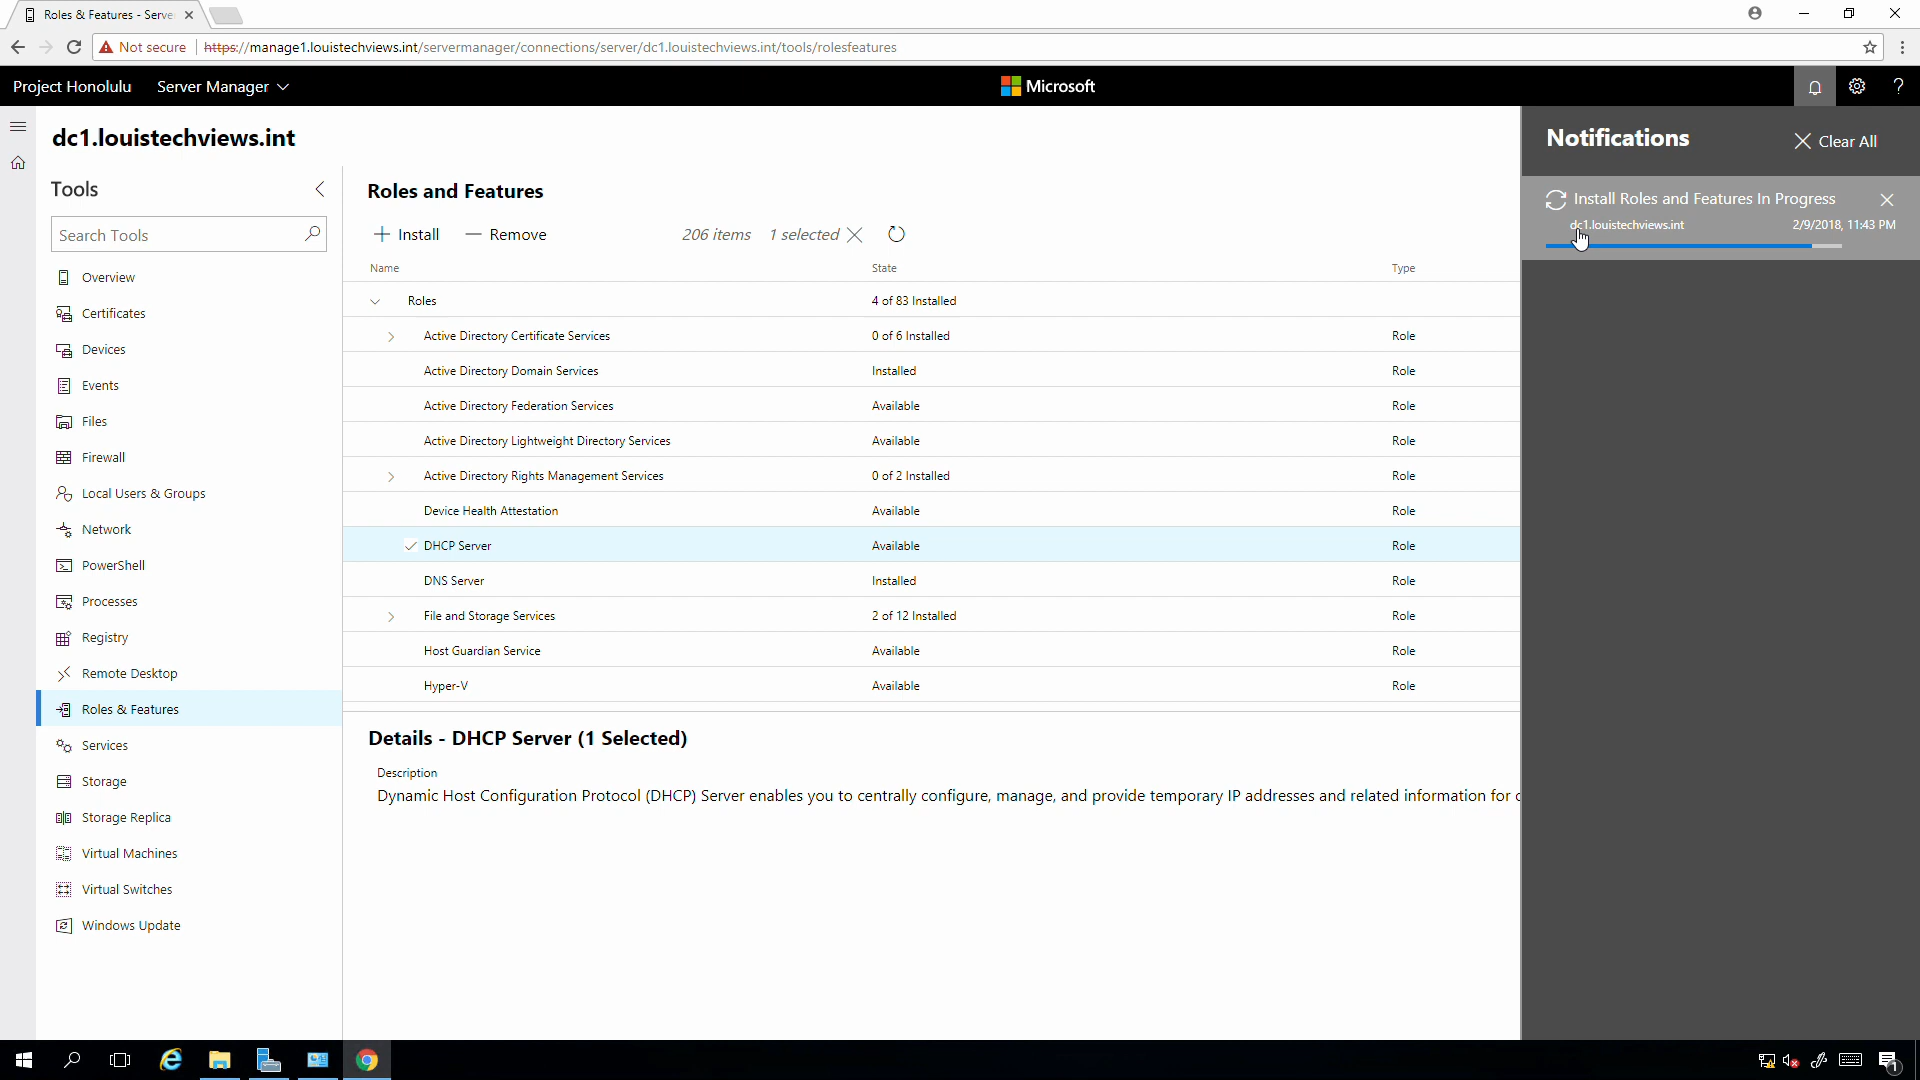 Roles & Features - Serve
Not secure https://manage1.louistechviews.int/servermanager/connections/server/dc1.louistechviews.int/tools/rolesfeatures
Project Honolulu Server Manager Microsoft ?
dc1.louistechviews.int
Tools
Search Tools
Overview
Certificates
Devices
Events
Files
Firewall
Local Users & Groups
Network
PowerShell
Processes
Registry
Remote Desktop
Roles & Features
Services
Storage
Storage Replica
Virtual Machines
Virtual Switches
Windows Update
Roles and Features
Install Remove 206 items 1 selected
Name State Type
Roles 4 of 83 Installed
Active Directory Certificate Services 0 of 6 Installed Role
Active Directory Domain Services Installed Role
Active Directory Federation Services Available Role
Active Directory Lightweight Directory Services Available Role
Active Directory Rights Management Services 0 of 2 Installed Role
Device Health Attestation Available Role
DHCP Server Available Role
DNS Server Installed Role
File and Storage Services 2 of 12 Installed Role
Host Guardian Service Available Role
Hyper-V Available Role
Details - DHCP Server (1 Selected)
Description
Dynamic Host Configuration Protocol (DHCP) Server enables you to centrally configure, manage, and provide temporary IP addresses and related information for
Notifications Clear All
Install Roles and Features In Progress
dc1.louistechviews.int 2/9/2018, 11:43 PM
1